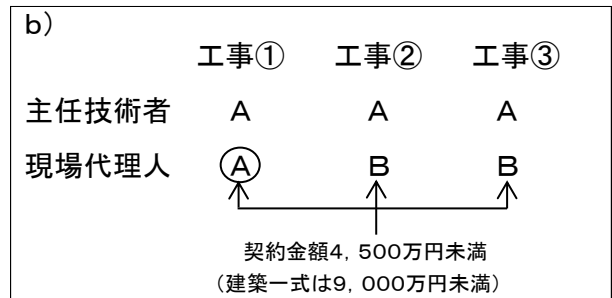 b)
工事① 工事② 工事③
主任技術者 A A A
現場代理人 A B B
契約金額4,500万円未満
(建築一式は9,000万円未満)